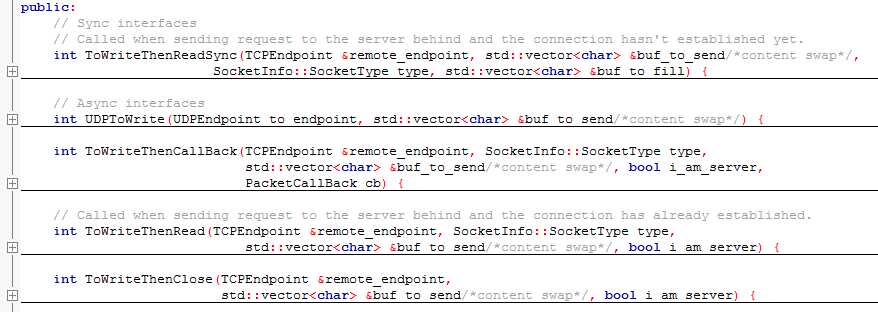 public:
// Sync interfaces
// Called when sending request to the server behind and the connection hasn't established yet.
int ToWriteThenReadSync(TCPEndpoint &remote_endpoint, std::vector<char> &buf_to_send/*content swap*/,
SocketInfo::SocketType type, std::vector<char> &buf_to_fill) {
// Async interfaces
int UDPToWrite(UDPEndpoint to_endpoint, std::vector<char> &buf_to_send/*content swap*/) {
int ToWriteThenCallBack(TCPEndpoint &remote_endpoint, SocketInfo::SocketType type,
std::vector<char> &buf_to_send/*content swap*/, bool i_am_server,
PacketCallBack cb) {
// Called when sending request to the server behind and the connection has already established.
int ToWriteThenRead(TCPEndpoint &remote_endpoint, SocketInfo::SocketType type,
std::vector<char> &buf_to_send/*content swap*/, bool i_am_server) {
int ToWriteThenClose(TCPEndpoint &remote_endpoint,
std::vector<char> &buf_to_send/*content swap*/, bool i_am_server) {